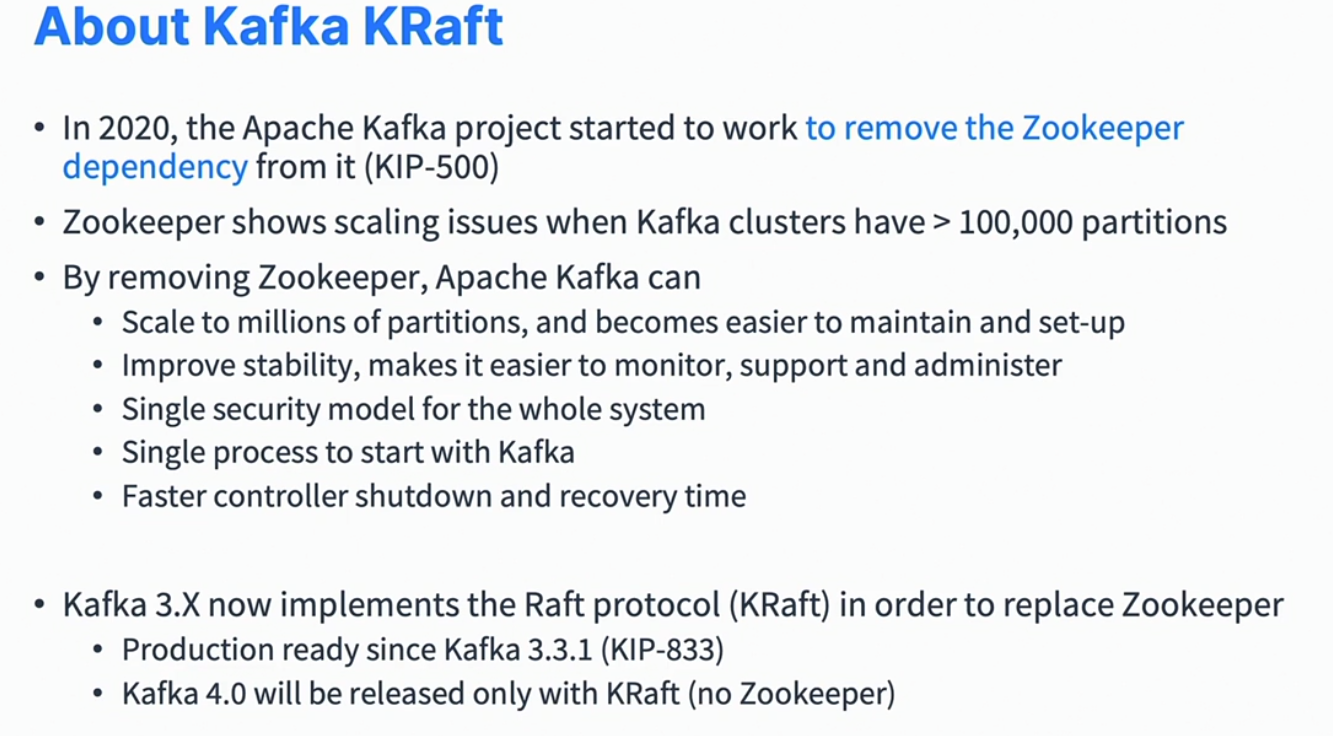 About Kafka KRaft
• In 2020, the Apache Kafka project started to work to remove the Zookeeper
dependency from it (KIP-500)
• Zookeeper shows scaling issues when Kafka clusters have > 100,000 partitions
• By removing Zookeeper, Apache Kafka can
• Scale to millions of partitions, and becomes easier to maintain and set-up
• Improve stability, makes it easier to monitor, support and administer
• Single security model for the whole system
• Single process to start with Kafka
• Faster controller shutdown and recovery time
• Kafka 3.X now implements the Raft protocol (KRaft) in order to replace Zookeeper
• Production ready since Kafka 3.3.1 (KIP-833)
• Kafka 4.0 will be released only with KRaft (no Zookeeper)